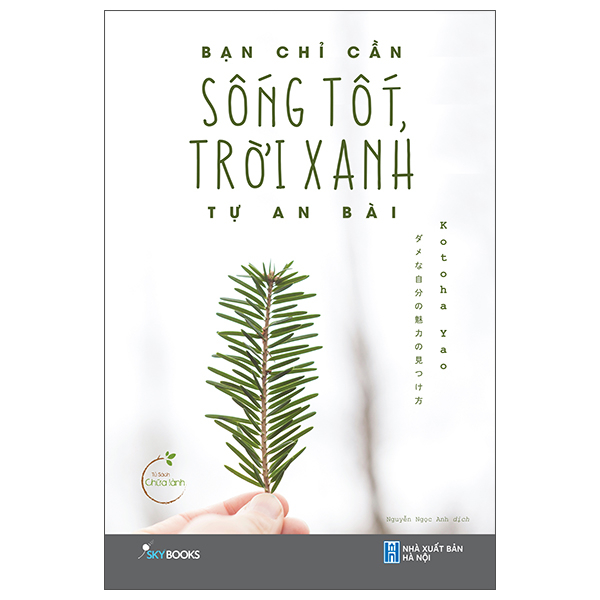 BẠN CHỈ CẦN
SỐNG TỐT,
TRỜI XANH
TỰ AN BÀI
Kotoha Yao
ダメな自分の魅力の見つけ方
Tủ Sách
Chữa lành
Nguyễn Ngọc Anh dịch
SKYBOOKS
NHÀ XUẤT BẢN
HÀ NỘI